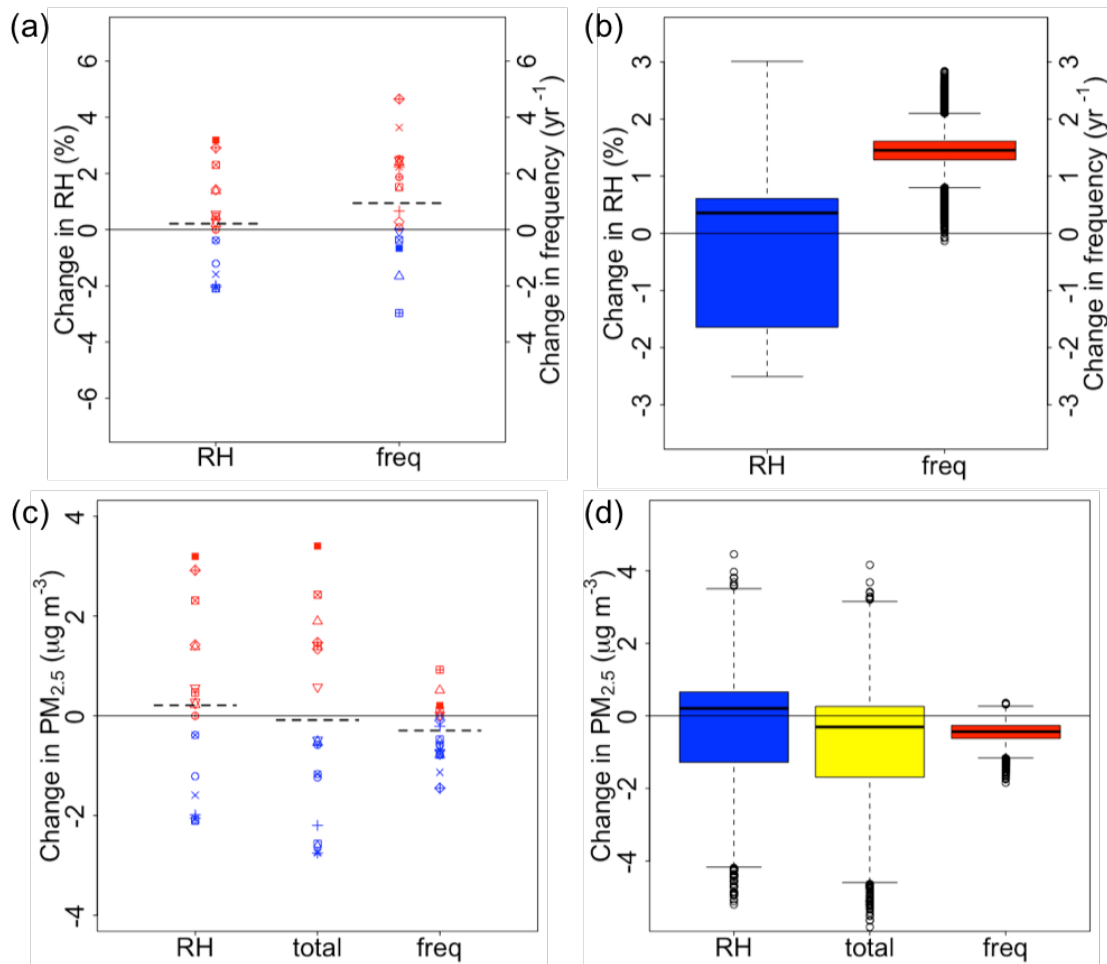 (a)
Change in RH (%)
6
4
2
0
-2
-4
-6
RH
freq
6
4
2
0
-2
-4
Change in frequency (yr⁻¹)
(b)
Change in RH (%)
3
2
1
0
-1
-2
-3
RH
freq
3
2
1
0
-1
-2
-3
Change in frequency (yr⁻¹)
(c)
Change in PM₂.₅ (μg m⁻³)
4
2
0
-2
-4
RH
total
freq
(d)
Change in PM₂.₅ (μg m⁻³)
4
2
0
-2
-4
RH
total
freq